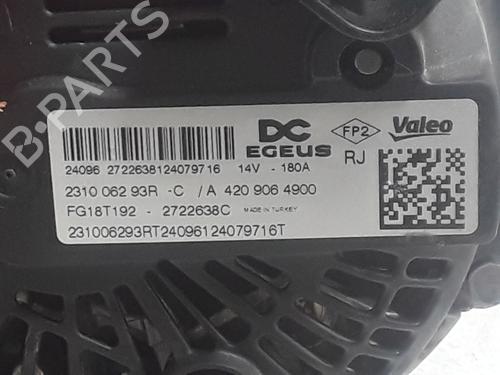 B-PARTS
DC
EGEUS
FP2
Valeo
24096 2722638124079716 14V - 180A
RJ
2310 062 93R -C / A 420 906 4900
FG18T192 - 2722638C MADE IN TURKEY
231006293RT24096124079716T